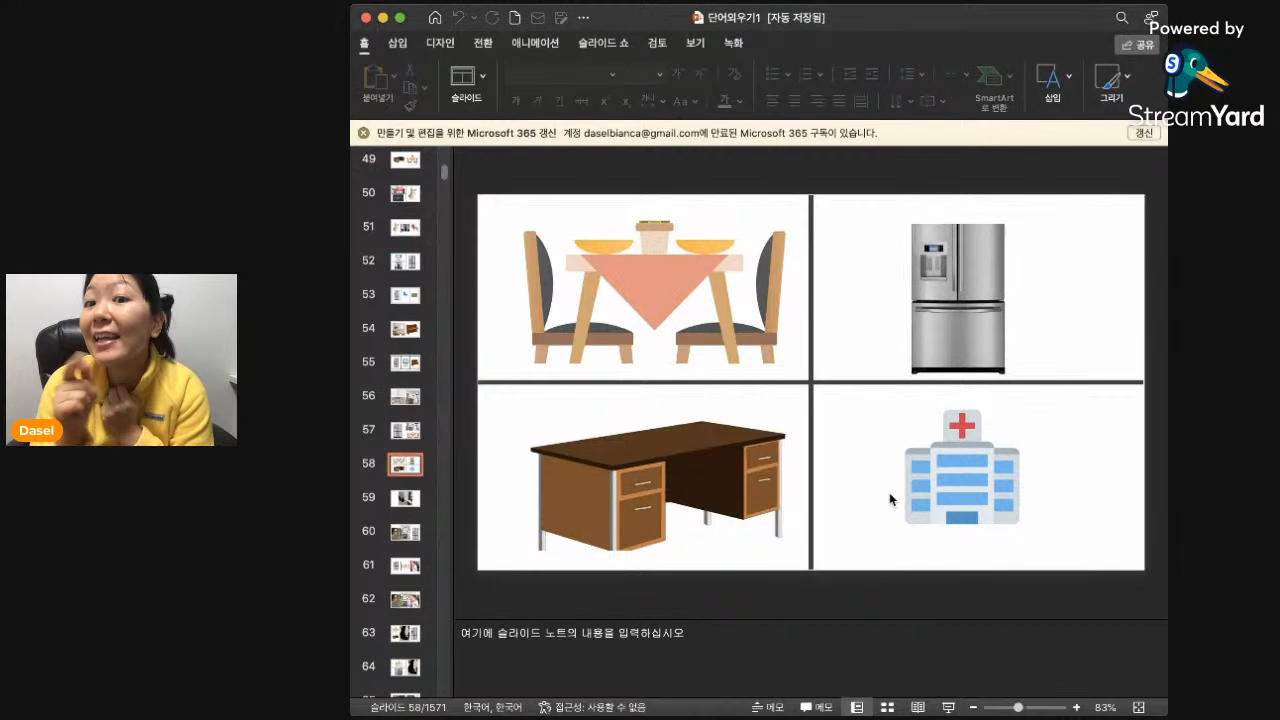 단어외우기1 [자동 저장됨]
홈 삽입 디자인 전환 애니메이션 슬라이드 쇼 검토 보기 녹화
공유
붙여넣기
슬라이드
Aa
SmartArt
로 변환
삽입
그리기
Powered by
StreamYard
만들기 및 편집을 위한 Microsoft 365 갱신 계정 daselbianca@gmail.com에 만료된 Microsoft 365 구독이 있습니다.
갱신
49
50
51
52
53
54
55
56
57
58
59
60
61
62
63
64
Dasel
여기에 슬라이드 노트의 내용을 입력하십시오
슬라이드 58/1571 한국어, 한국어 접근성: 사용할 수 없음 메모 메모 83%